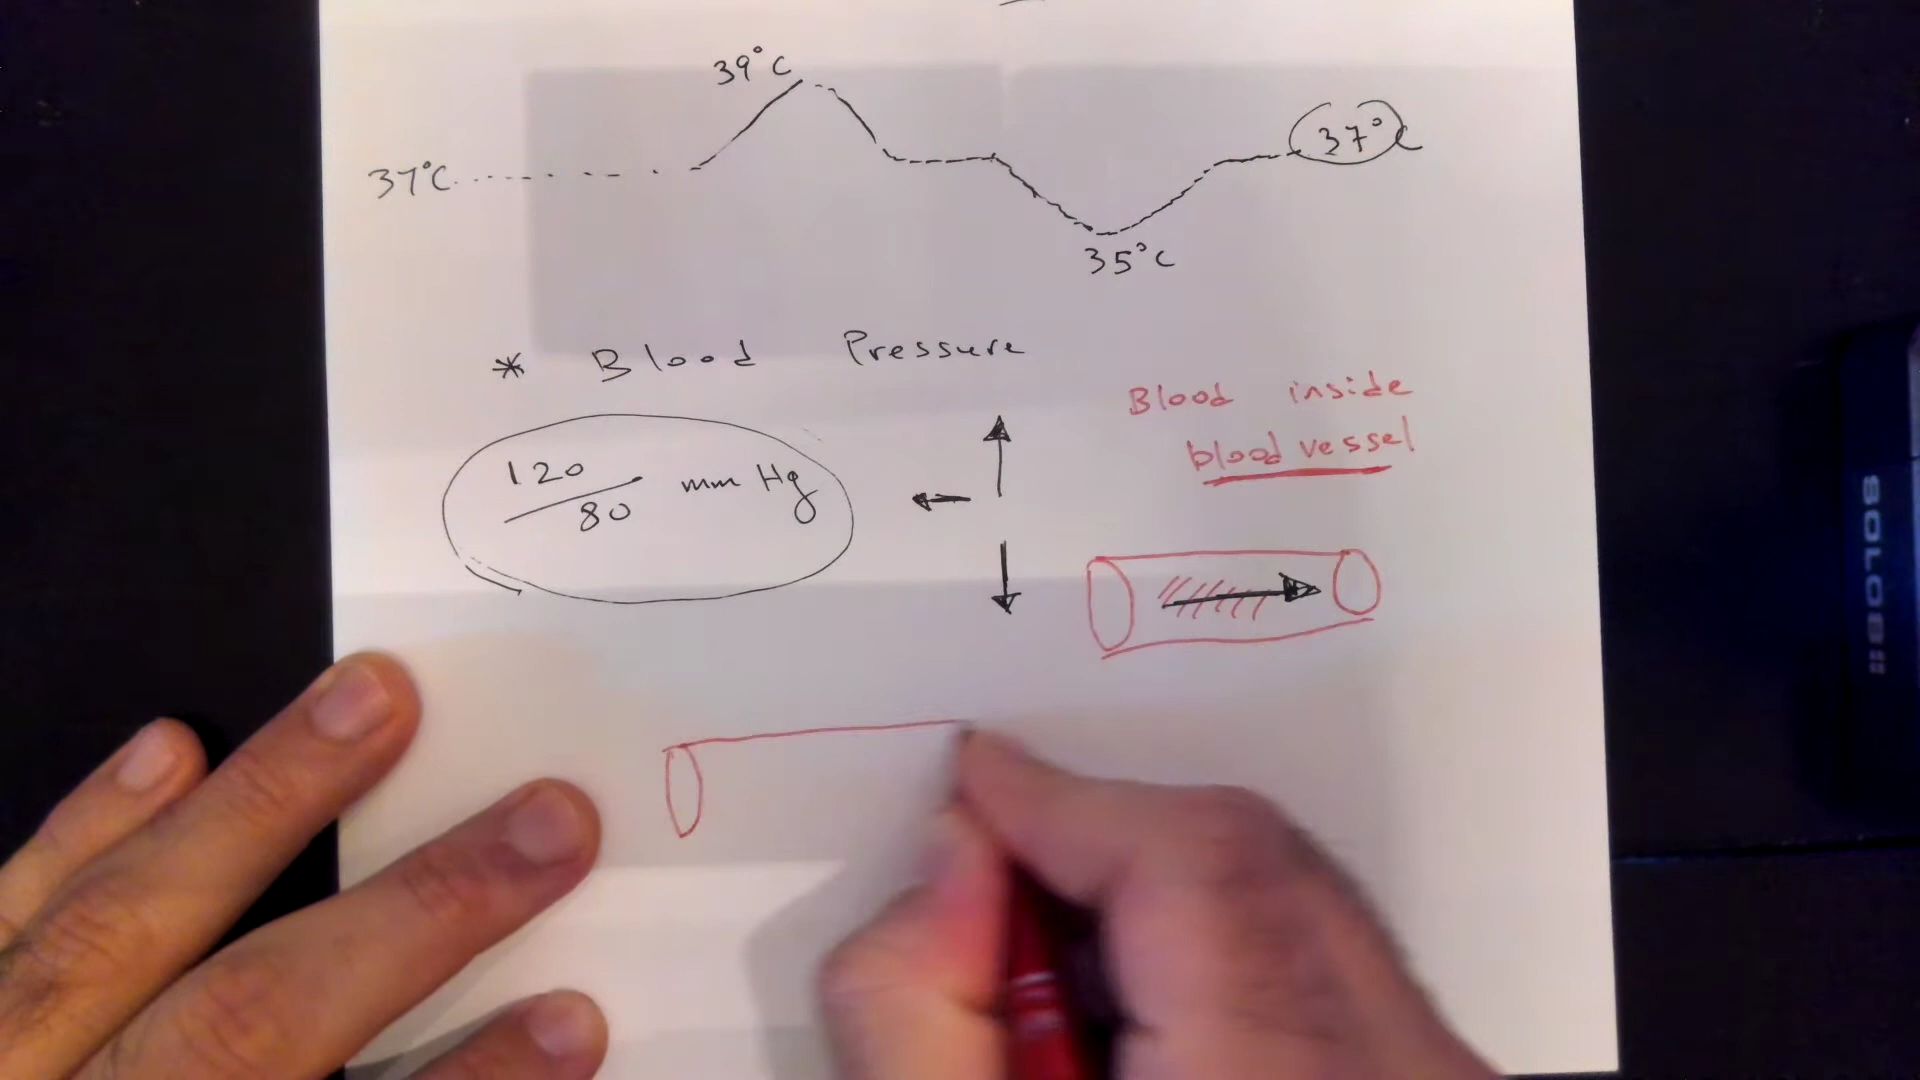 39°C
37°C
37°C
35°C
* Blood Pressure
120/80 mm Hg
Blood inside
blood vessel